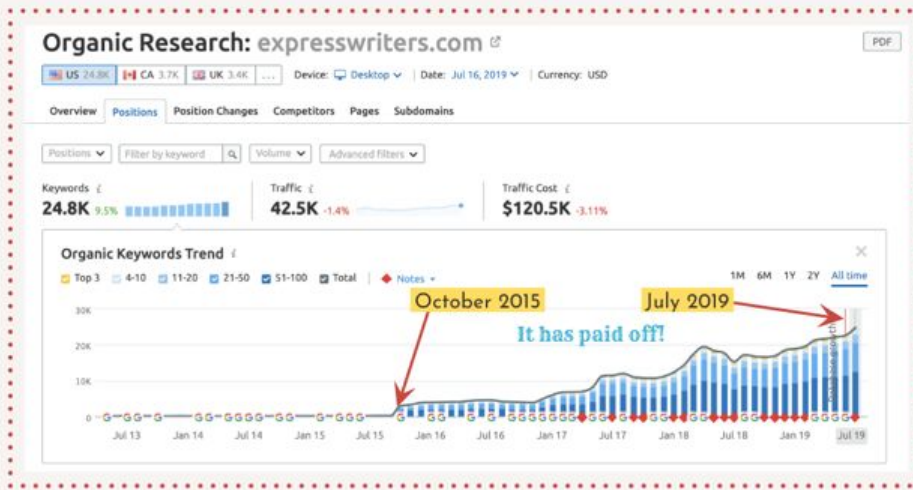 Organic Research: expresswriters.com
PDF
US 24.8K CA 3.7K UK 3.4K ... Device: Desktop Date: Jul 16, 2019 Currency: USD
Overview Positions Position Changes Competitors Pages Subdomains
Positions Filter by keyword Volume Advanced filters
Keywords i Traffic i Traffic Cost i
24.8K 9.5% 42.5K -1.4% $120.5K -3.11%
Organic Keywords Trend i
Top 3 4-10 11-20 21-50 51-100 Total Notes 1M 6M 1Y 2Y All time
October 2015 July 2019
It has paid off!
30K
20K
10K
0
Database growth
Jul 13 Jan 14 Jul 14 Jan 15 Jul 15 Jan 16 Jul 16 Jan 17 Jul 17 Jan 18 Jul 18 Jan 19 Jul 19